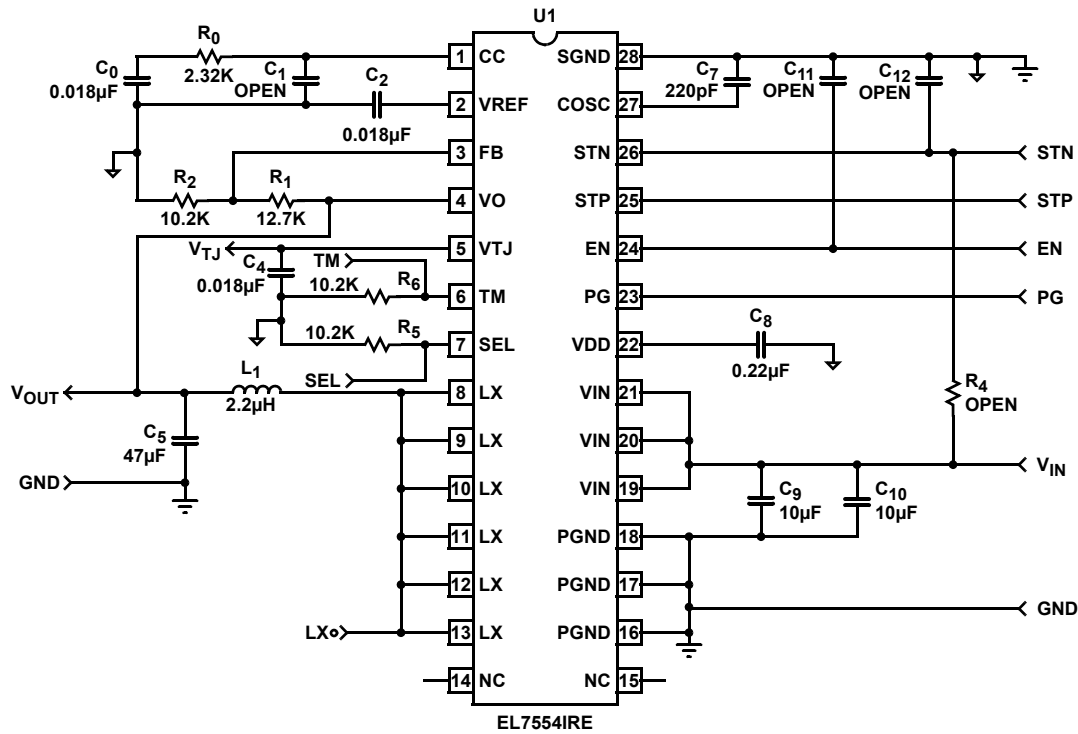 U1
R0
2.32K
C0
0.018µF
C1
OPEN
C2
0.018µF
R2
10.2K
R1
12.7K
VTJ
C4
0.018µF
TM
10.2K
R6
10.2K
R5
SEL
VOUT
L1
2.2µH
C5
47µF
GND
LX
1 CC
2 VREF
3 FB
4 VO
5 VTJ
6 TM
7 SEL
8 LX
9 LX
10 LX
11 LX
12 LX
13 LX
14 NC
SGND 28
COSC 27
STN 26
STP 25
EN 24
PG 23
VDD 22
VIN 21
VIN 20
VIN 19
PGND 18
PGND 17
PGND 16
NC 15
C7
220pF
C11
OPEN
C12
OPEN
STN
STP
EN
PG
C8
0.22µF
R4
OPEN
VIN
C9
10µF
C10
10µF
GND
EL7554IRE